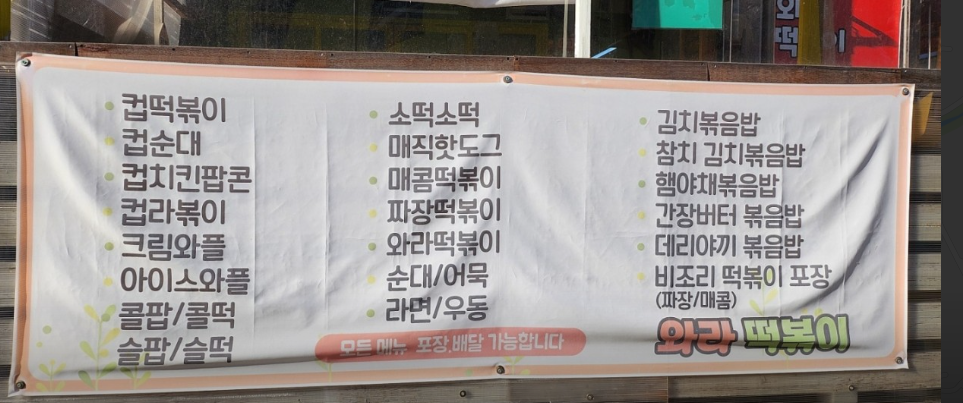 와
떡
컵떡볶이
컵순대
컵치킨팝콘
컵라볶이
크림와플
아이스와플
콜팝/콜떡
슬팝/슬떡
소떡소떡
매직핫도그
매콤떡볶이
짜장떡볶이
와라떡볶이
순대/어묵
라면/우동
모든 메뉴 포장,배달 가능합니다
김치볶음밥
참치 김치볶음밥
햄야채볶음밥
간장버터 볶음밥
데리야끼 볶음밥
비조리 떡볶이 포장
(짜장/매콤)
와라 떡볶이